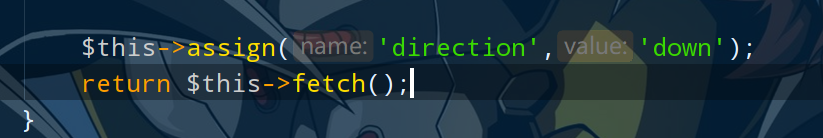 $this->assign( name: 'direction', value: 'down');
return $this->fetch();
}